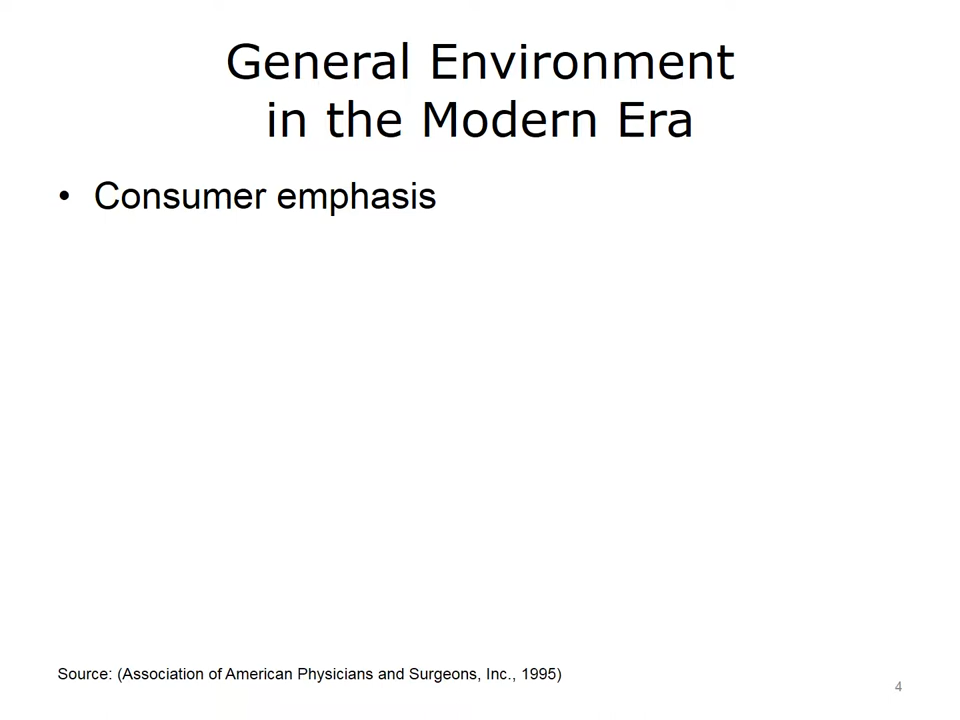 General Environment
in the Modern Era
• Consumer emphasis
Source: (Association of American Physicians and Surgeons, Inc., 1995)
4